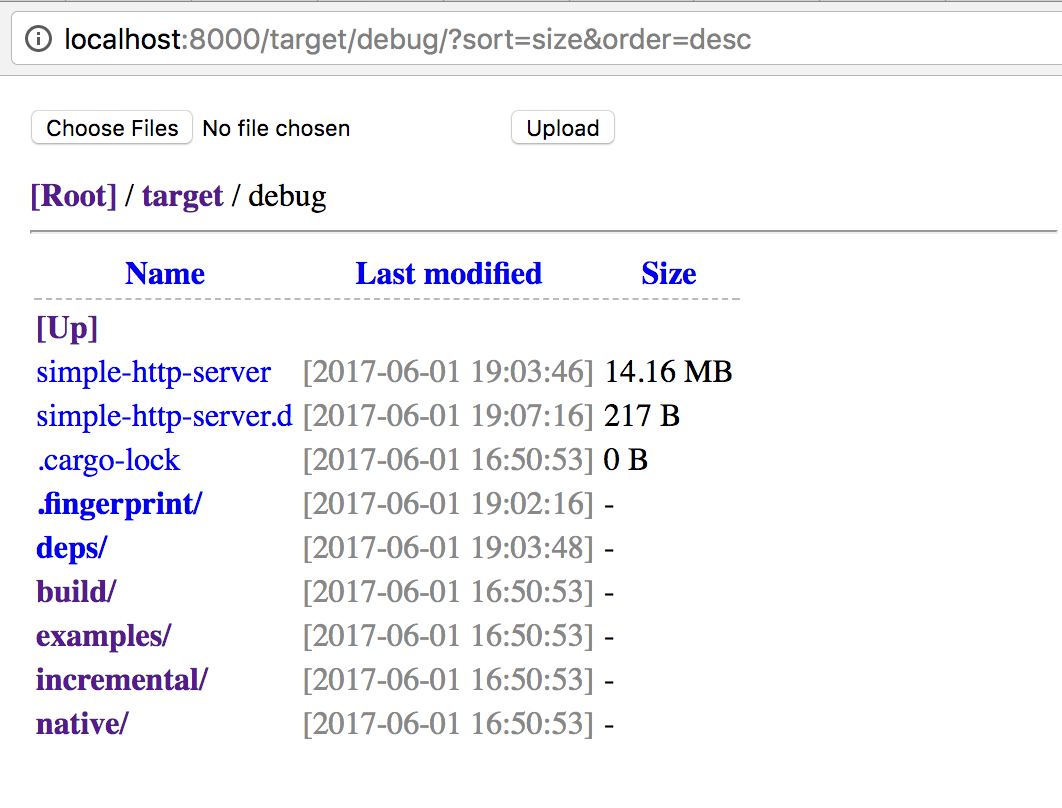 localhost:8000/target/debug/?sort=size&order=desc
Choose Files No file chosen Upload
[Root] / target / debug
Name Last modified Size
[Up]
simple-http-server [2017-06-01 19:03:46] 14.16 MB
simple-http-server.d [2017-06-01 19:07:16] 217 B
.cargo-lock [2017-06-01 16:50:53] 0 B
.fingerprint/ [2017-06-01 19:02:16] -
deps/ [2017-06-01 19:03:48] -
build/ [2017-06-01 16:50:53] -
examples/ [2017-06-01 16:50:53] -
incremental/ [2017-06-01 16:50:53] -
native/ [2017-06-01 16:50:53] -